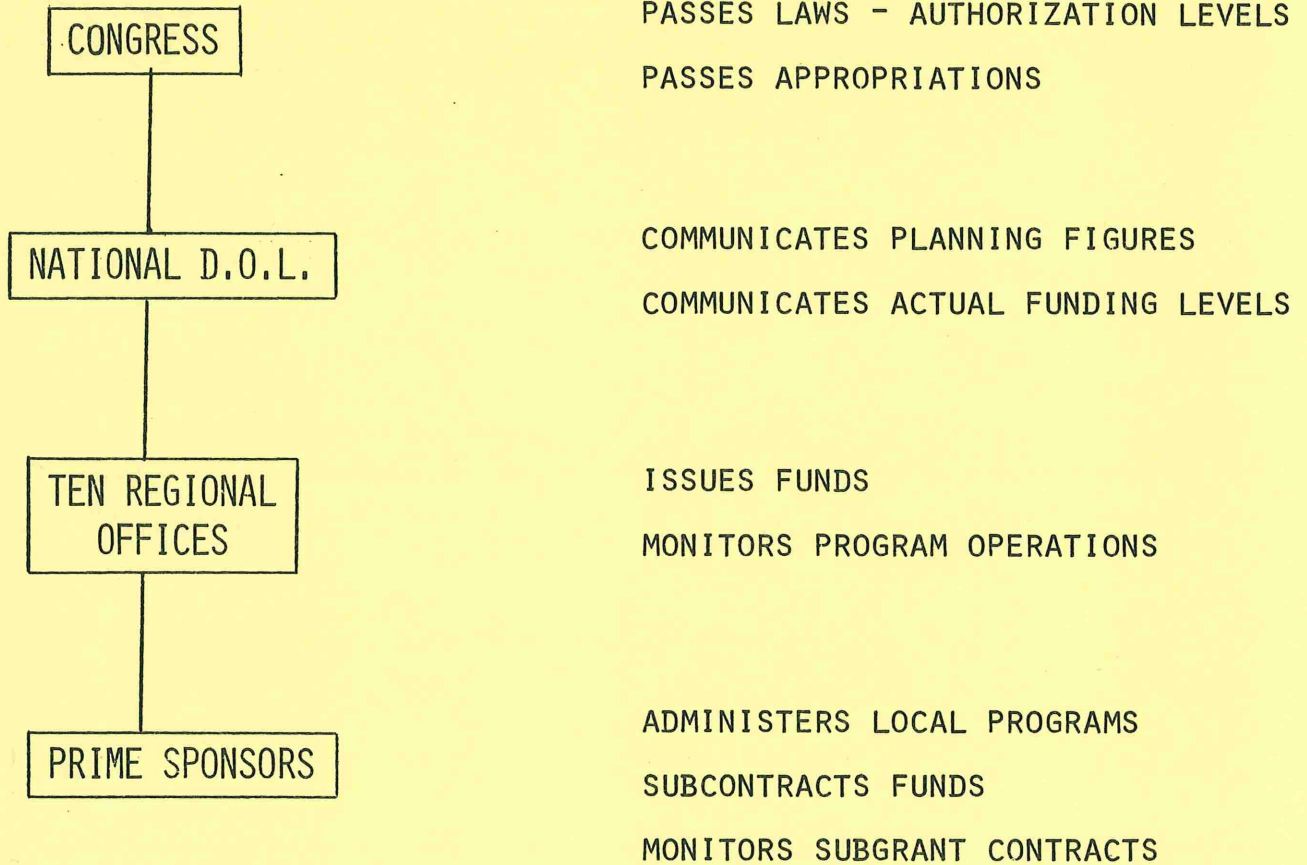 CONGRESS
PASSES LAWS - AUTHORIZATION LEVELS
PASSES APPROPRIATIONS
NATIONAL D.O.L.
COMMUNICATES PLANNING FIGURES
COMMUNICATES ACTUAL FUNDING LEVELS
TEN REGIONAL
OFFICES
ISSUES FUNDS
MONITORS PROGRAM OPERATIONS
PRIME SPONSORS
ADMINISTERS LOCAL PROGRAMS
SUBCONTRACTS FUNDS
MONITORS SUBGRANT CONTRACTS